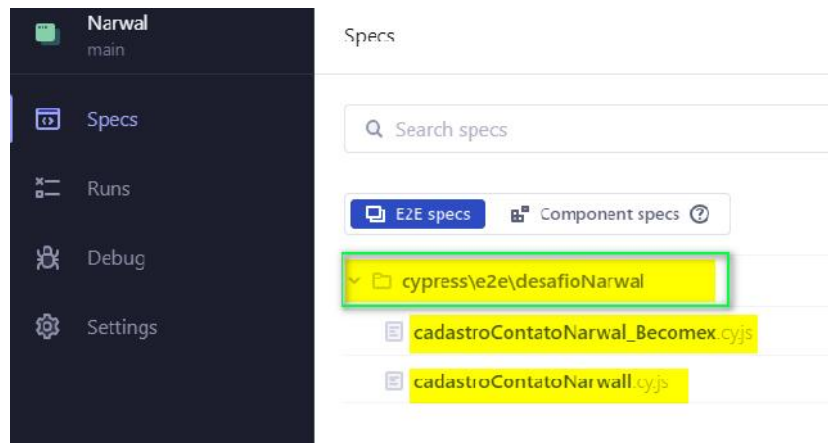 Narwal
main
Specs
Specs
Search specs
Runs
E2E specs
Component specs
Debug
cypress\e2e\desafioNarwal
Settings
cadastroContatoNarwal_Becomex.cy.js
cadastroContatoNarwall.cy.js